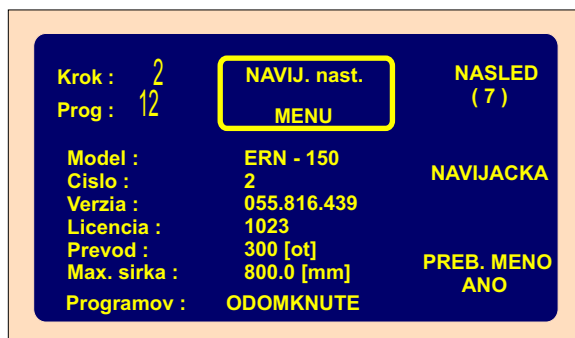 Krok : 2
Prog : 12
NAVIJ. nast.
MENU
NASLED
( 7 )
Model : ERN - 150
Cislo : 2
Verzia : 055.816.439
Licencia : 1023
Prevod : 300 [ot]
Max. sirka : 800.0 [mm]
Programov : ODOMKNUTE
NAVIJACKA
PREB. MENO
ANO